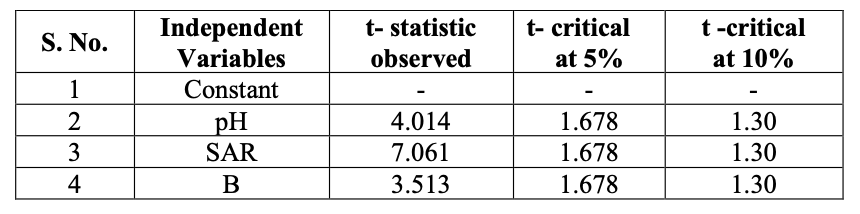 S. No. Independent Variables t- statistic observed t- critical at 5% t -critical at 10%
1 Constant - - -
2 pH 4.014 1.678 1.30
3 SAR 7.061 1.678 1.30
4 B 3.513 1.678 1.30